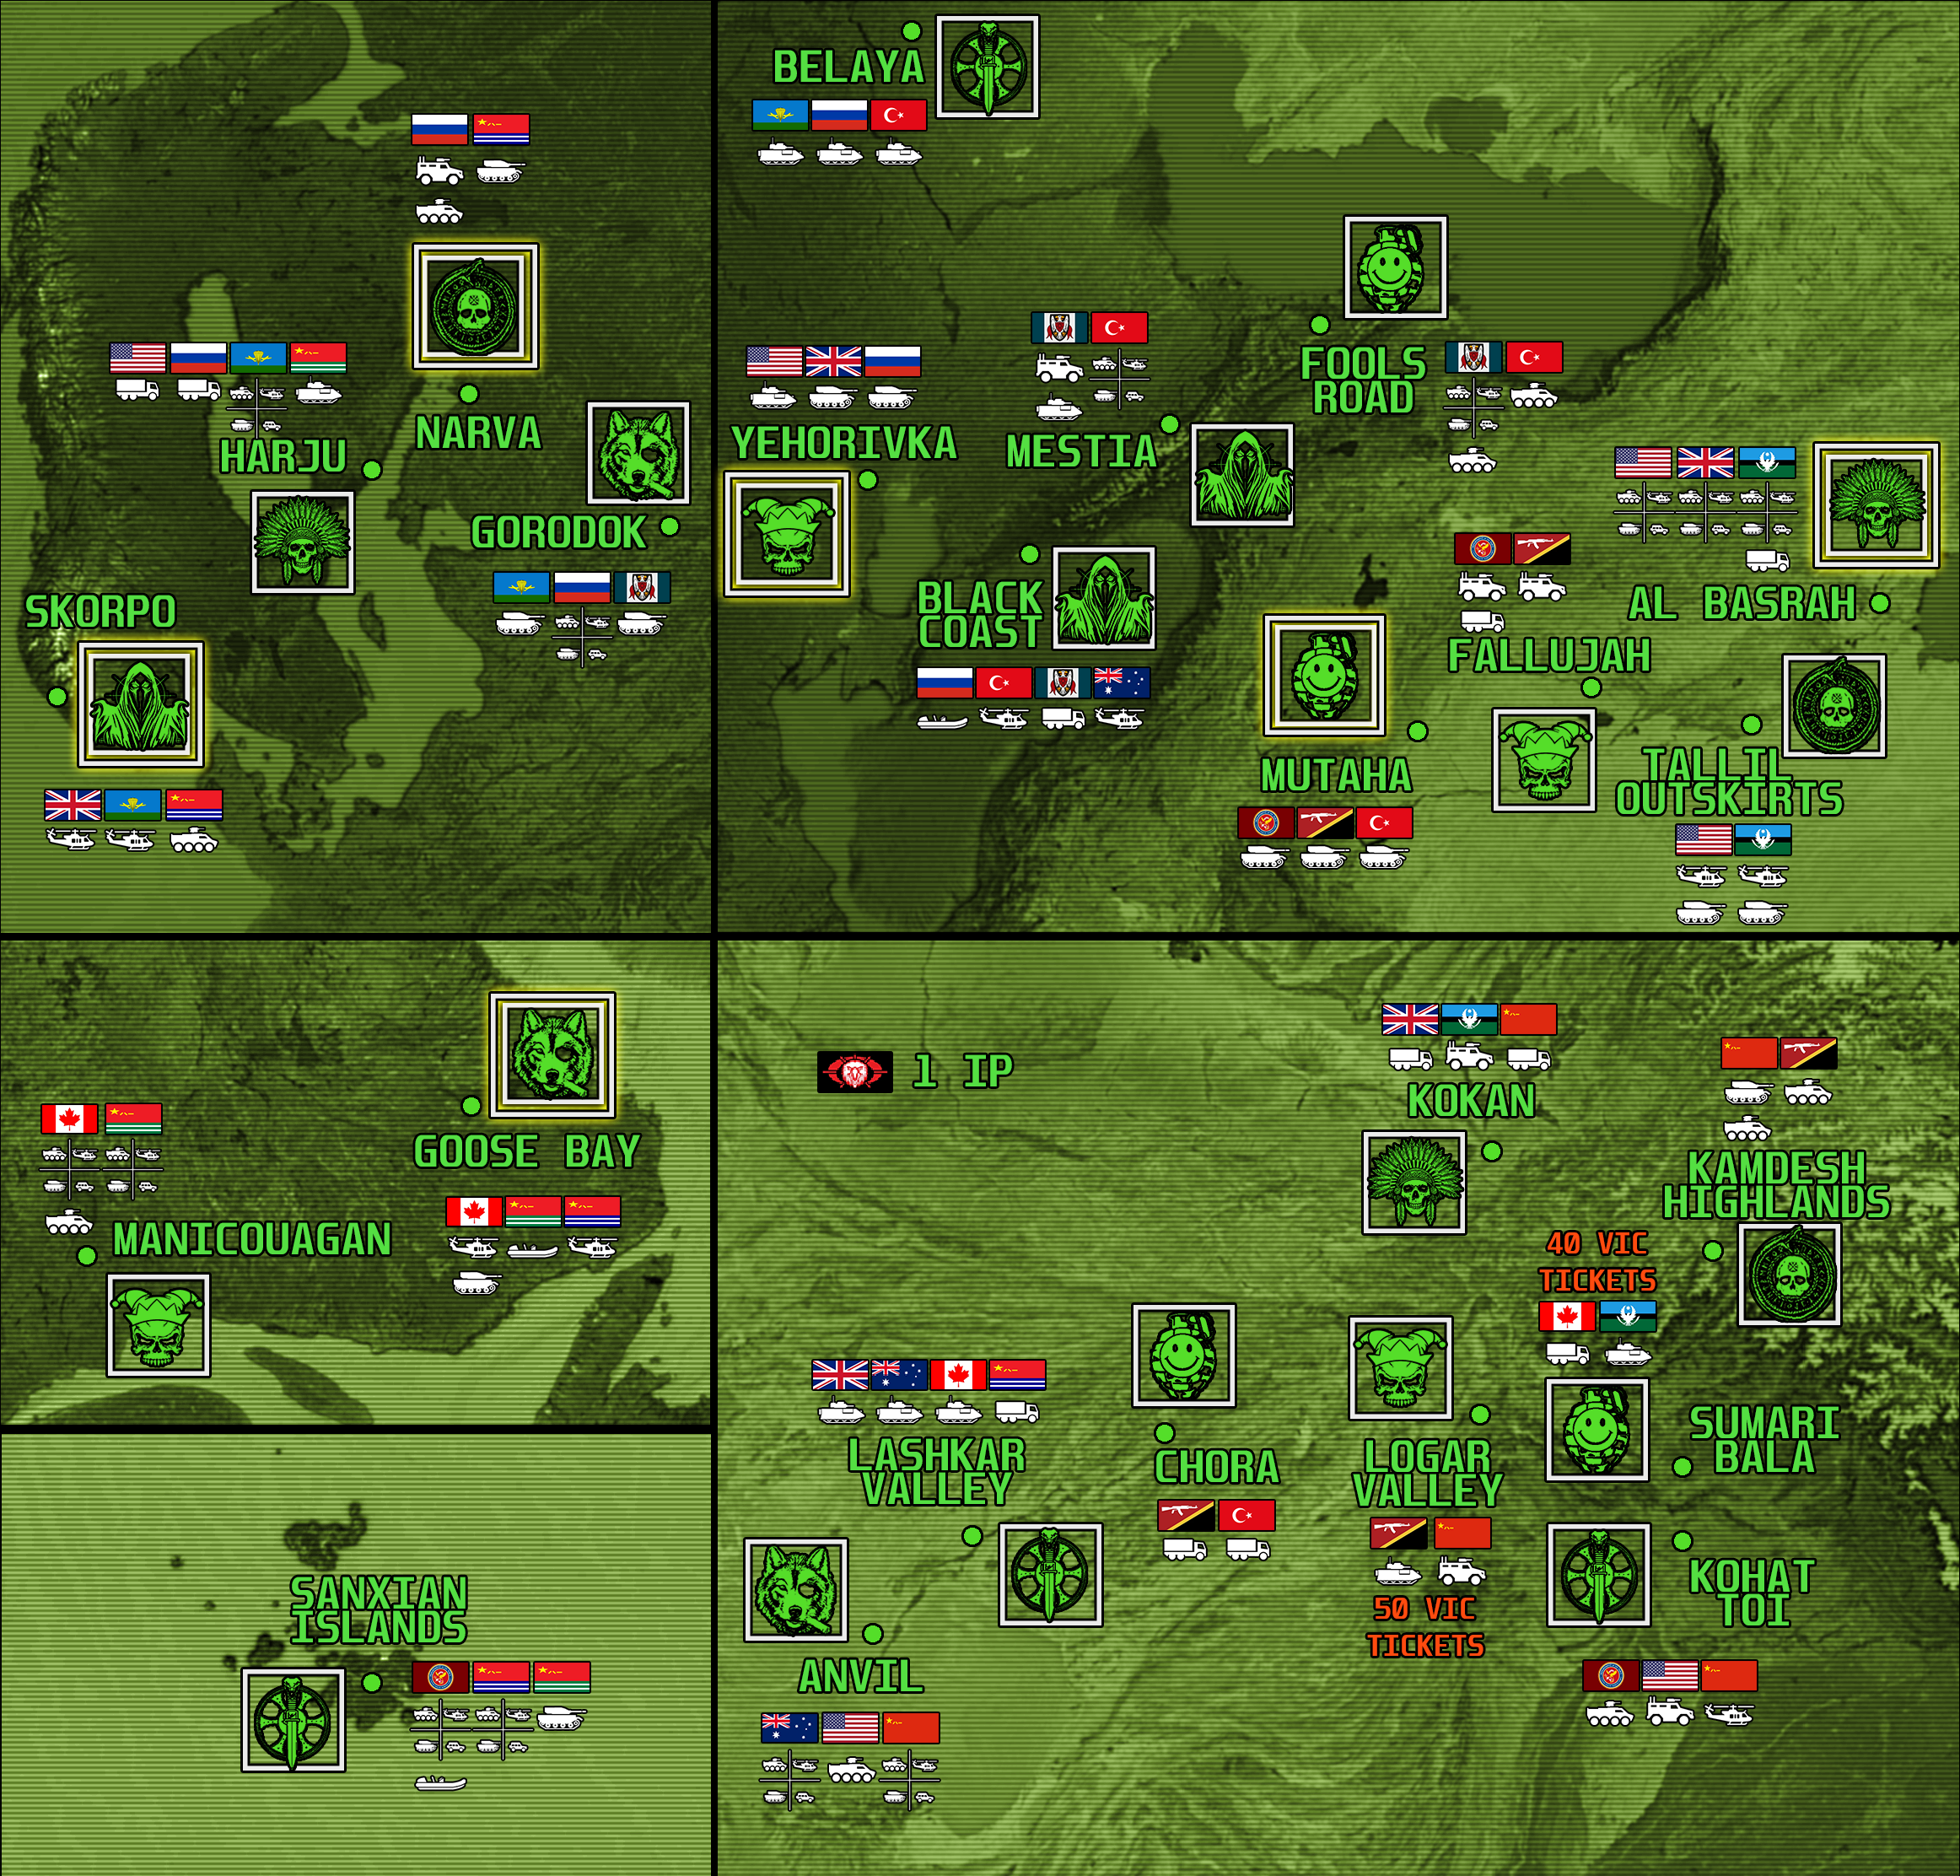 NARVA
HARJU
GORODOK
SKORPO
BELAYA
FOOLS
ROAD
YEHORIVKA
MESTIA
BLACK
COAST
AL BASRAH
FALLUJAH
MUTAHA
TALLIL
OUTSKIRTS
GOOSE BAY
MANICOUAGAN
SANXIAN
ISLANDS
1 IP
KOKAN
KAMDESH
HIGHLANDS
40 VIC
TICKETS
SUMARI
BALA
LASHKAR
VALLEY
CHORA
LOGAR
VALLEY
50 VIC
TICKETS
KOHAT
TOI
ANVIL